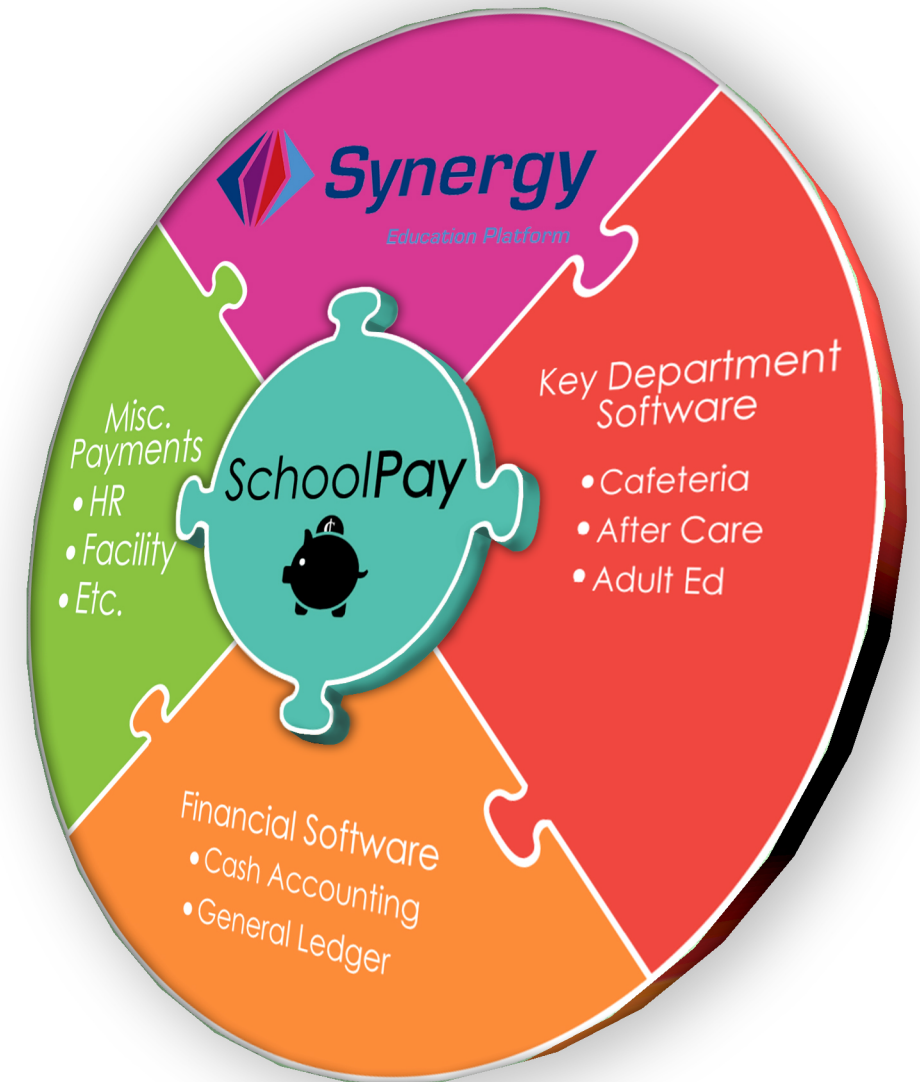 Synergy
Education Platform
Key Department
Software
• Cafeteria
• After Care
• Adult Ed
Misc.
Payments
• HR
• Facility
• Etc.
SchoolPay
¢
Financial Software
• Cash Accounting
• General Ledger